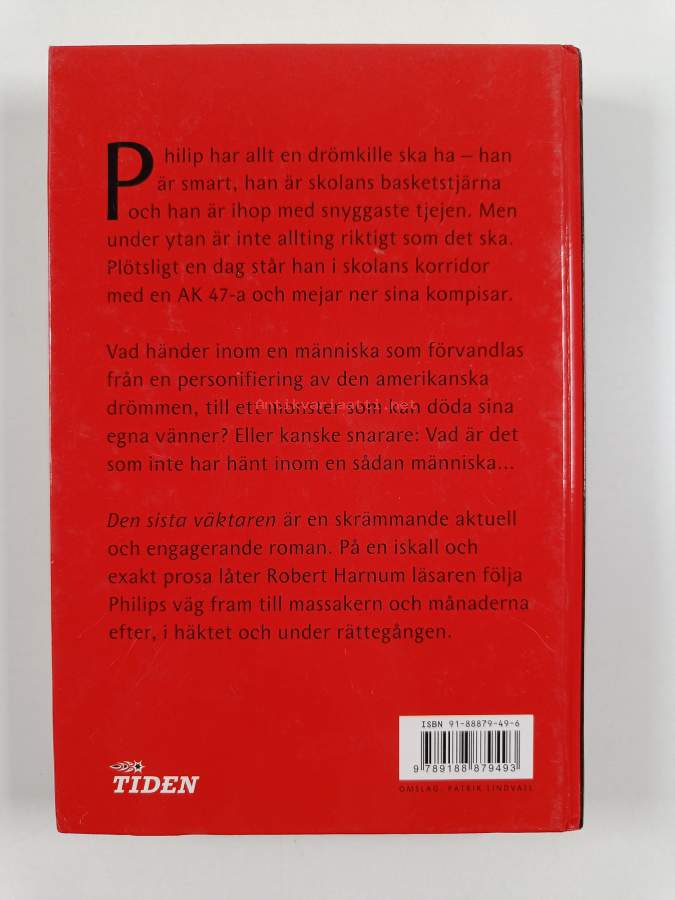 Philip har allt en drömkille ska ha – han
är smart, han är skolans basketstjärna
och han är ihop med snyggaste tjejen. Men
under ytan är inte allting riktigt som det ska.
Plötsligt en dag står han i skolans korridor
med en AK 47-a och mejar ner sina kompisar.
Vad händer inom en människa som förvandlas
från en personifiering av den amerikanska
Antikvariaatti.net
drömmen, till ett monster som kan döda sina
egna vänner? Eller kanske snarare: Vad är det
som inte har hänt inom en sådan människa...
Den sista väktaren är en skrämmande aktuell
och engagerande roman. På en iskall och
exakt prosa låter Robert Harnum läsaren följa
Philips väg fram till massakern och månaderna
efter, i häktet och under rättegången.
ISBN 91-88879-49-6
9 789188 879493
TIDEN
OMSLAG: PATRIK LINDVALL